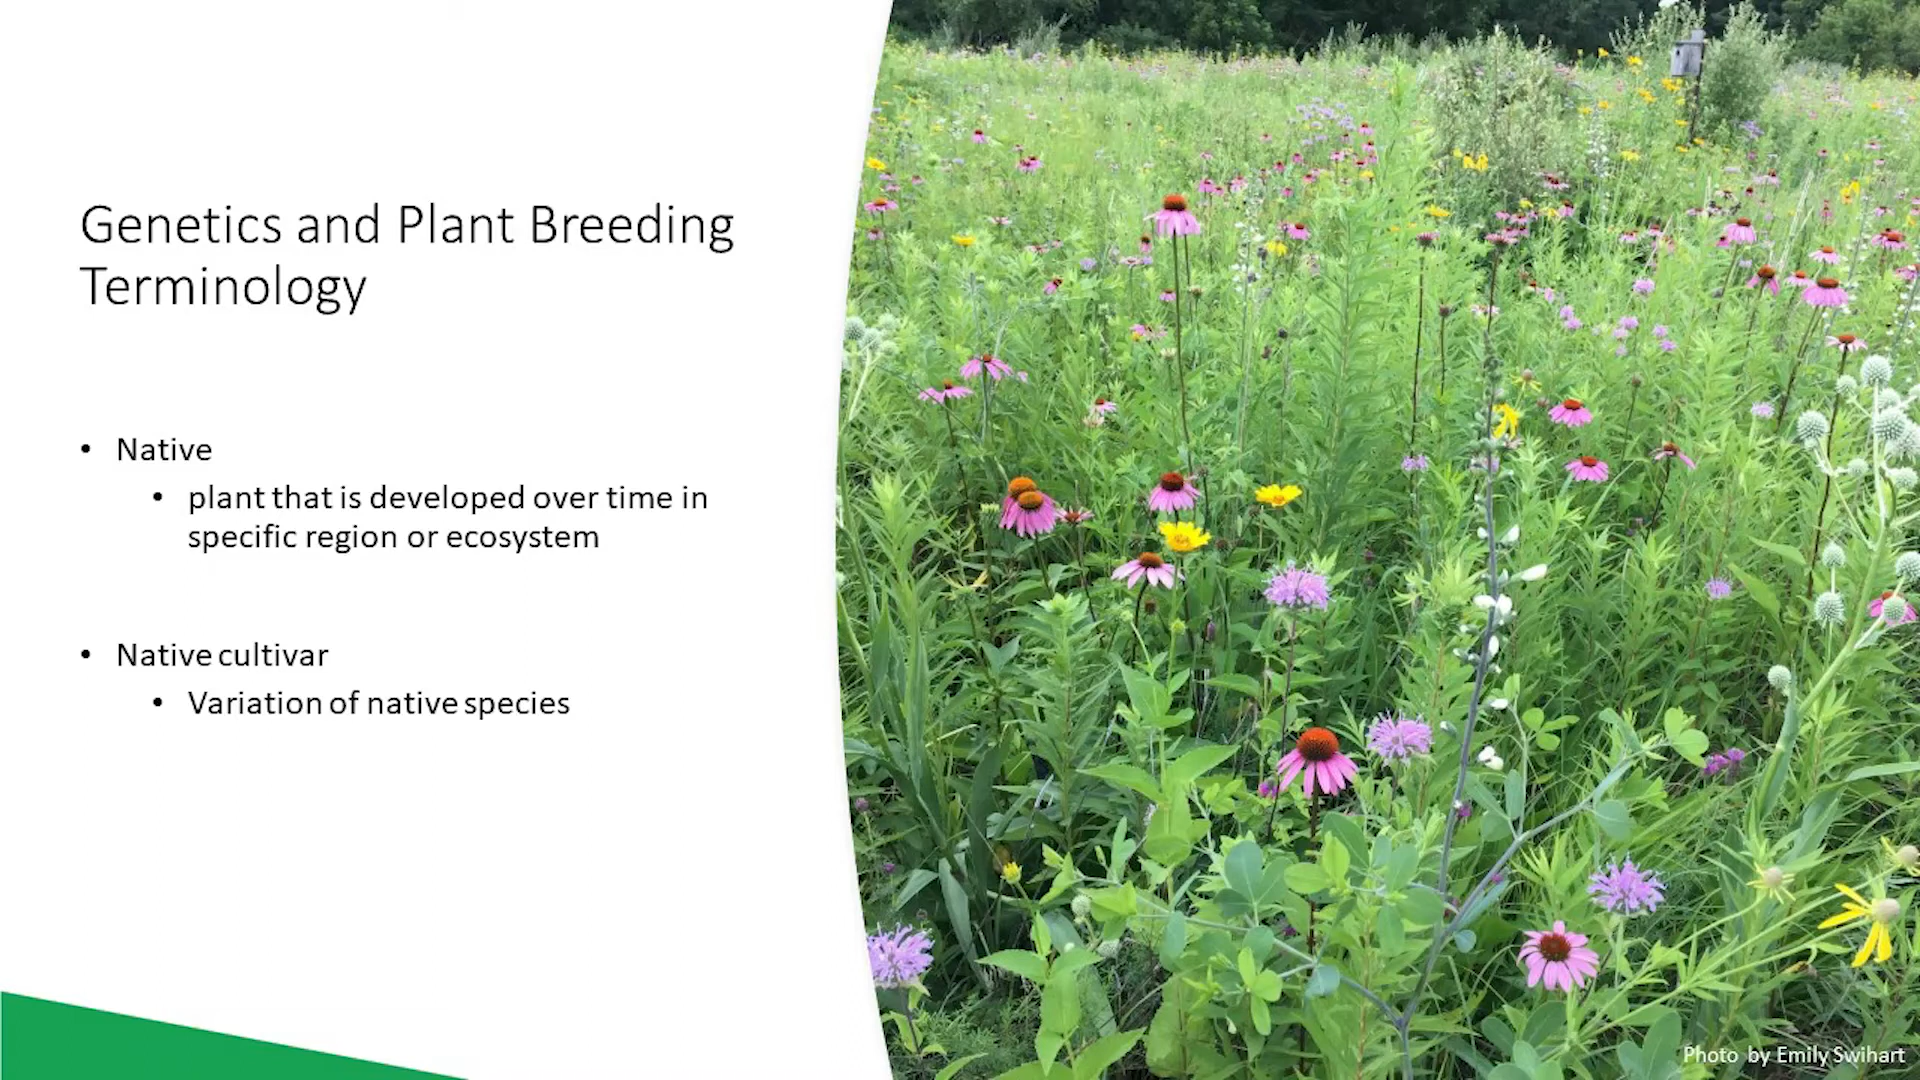 Genetics and Plant Breeding
Terminology
• Native
• plant that is developed over time in
specific region or ecosystem
• Native cultivar
• Variation of native species
Photo by Emily Swihart